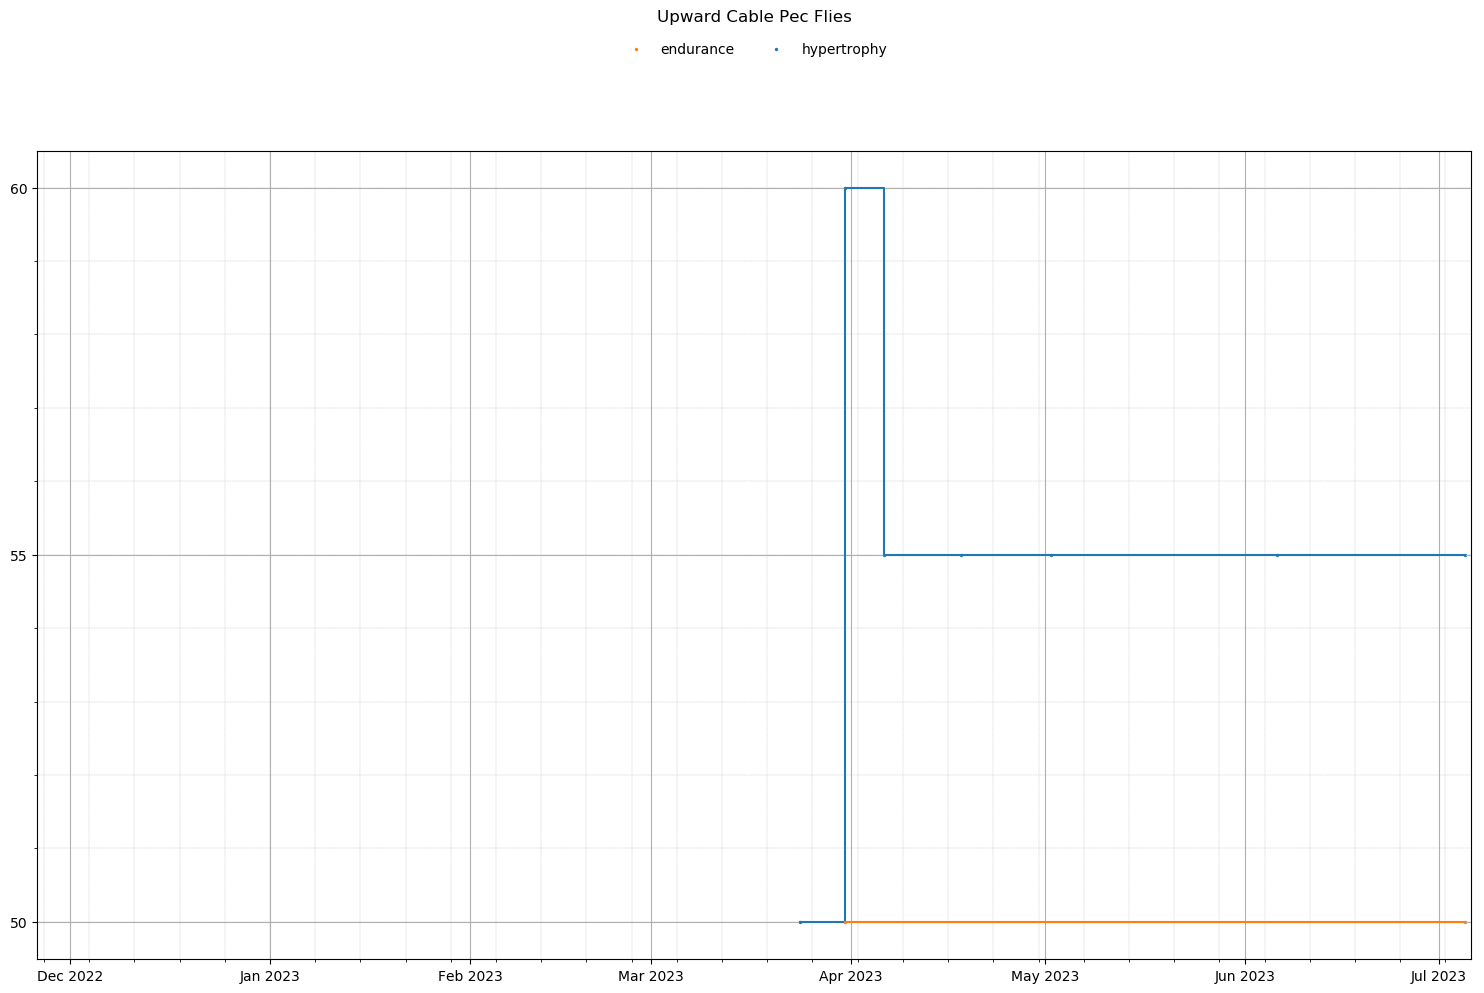 Upward Cable Pec Flies
endurance hypertrophy
60
55
50
Dec 2022 Jan 2023 Feb 2023 Mar 2023 Apr 2023 May 2023 Jun 2023 Jul 2023